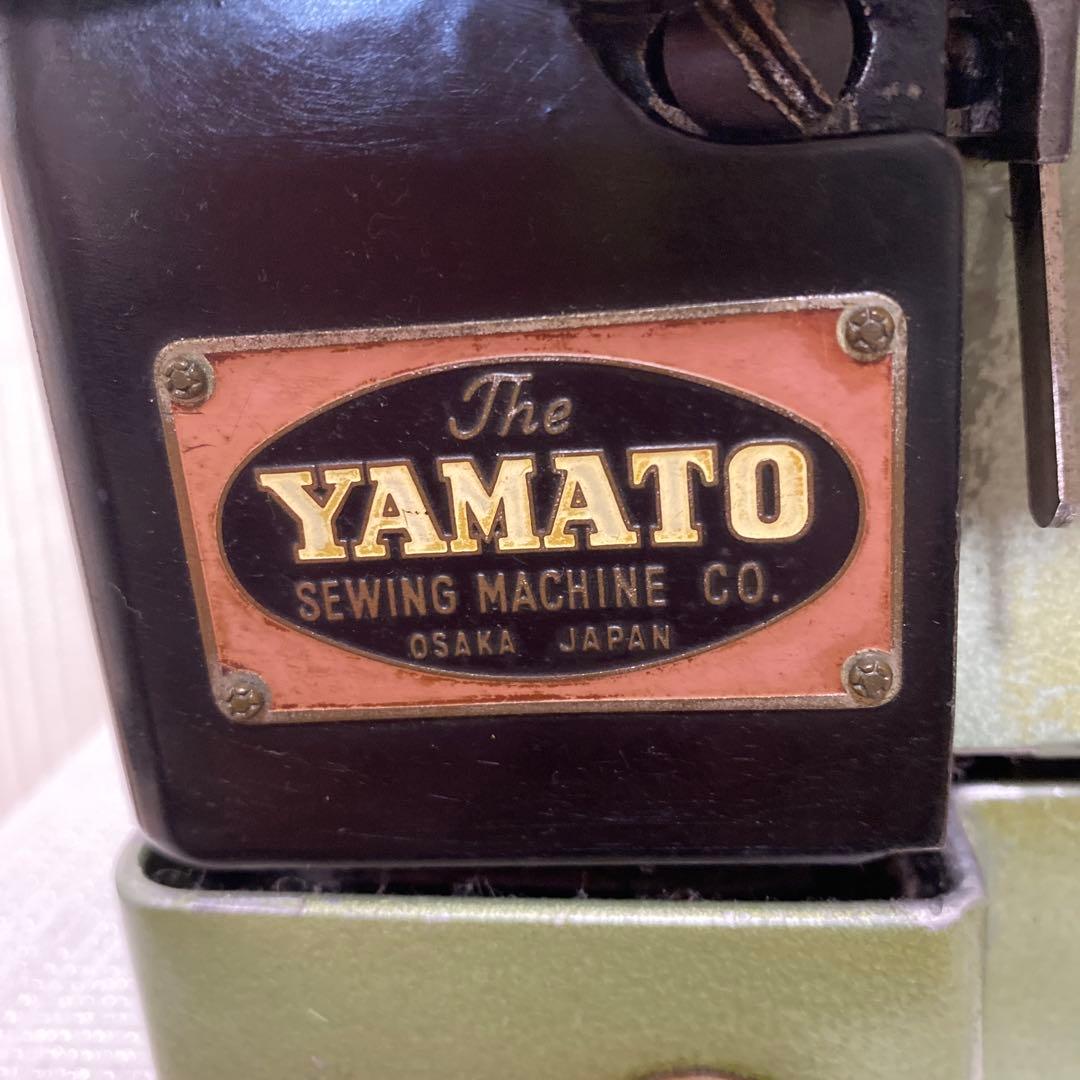 The
YAMATO
SEWING MACHINE CO.
OSAKA JAPAN